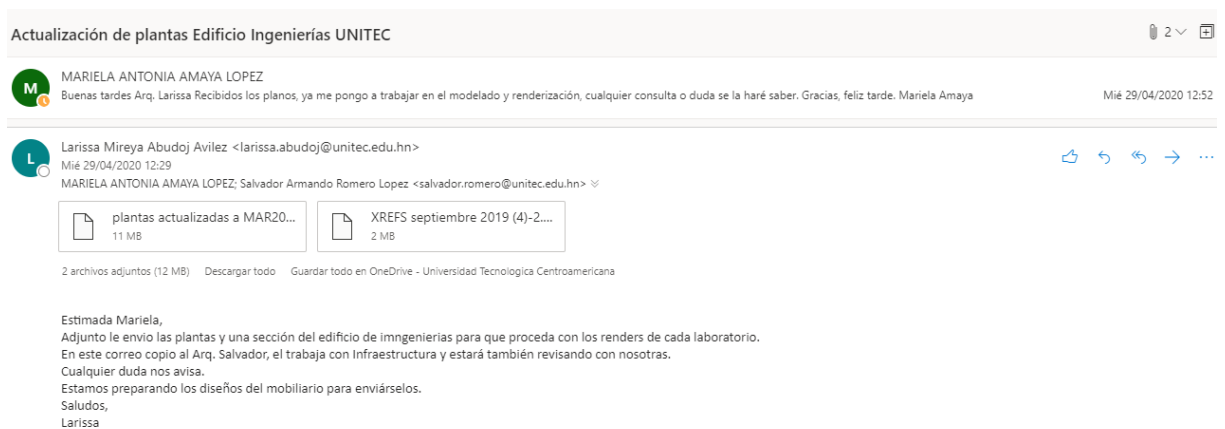 Actualización de plantas Edificio Ingenierías UNITEC
2
M
MARIELA ANTONIA AMAYA LOPEZ
Buenas tardes Arq. Larissa Recibidos los planos, ya me pongo a trabajar en el modelado y renderización, cualquier consulta o duda se la haré saber. Gracias, feliz tarde. Mariela Amaya
Mié 29/04/2020 12:52
L
Larissa Mireya Abudoj Avilez <larissa.abudoj@unitec.edu.hn>
Mié 29/04/2020 12:29
MARIELA ANTONIA AMAYA LOPEZ; Salvador Armando Romero Lopez <salvador.romero@unitec.edu.hn>
plantas actualizadas a MAR20...
11 MB
XREFS septiembre 2019 (4)-2....
2 MB
2 archivos adjuntos (12 MB) Descargar todo Guardar todo en OneDrive - Universidad Tecnologica Centroamericana
Estimada Mariela,
Adjunto le envio las plantas y una sección del edificio de imngenierias para que proceda con los renders de cada laboratorio.
En este correo copio al Arq. Salvador, el trabaja con Infraestructura y estará también revisando con nosotras.
Cualquier duda nos avisa.
Estamos preparando los diseños del mobiliario para enviárselos.
Saludos,
Larissa